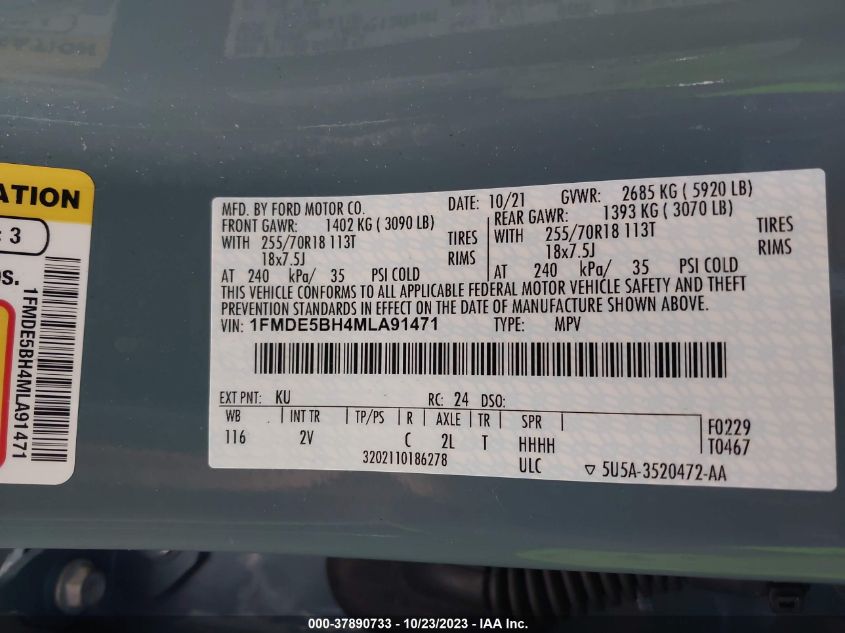 ATION
: 3
os.
1FMDE5BH4MLA91471
MFD. BY FORD MOTOR CO. DATE: 10/21 GVWR: 2685 KG ( 5920 LB)
FRONT GAWR: 1402 KG ( 3090 LB) REAR GAWR: 1393 KG ( 3070 LB)
WITH 255/70R18 113T TIRES WITH 255/70R18 113T TIRES
18x7.5J RIMS 18x7.5J RIMS
AT 240 kPa/ 35 PSI COLD AT 240 kPa/ 35 PSI COLD
THIS VEHICLE CONFORMS TO ALL APPLICABLE FEDERAL MOTOR VEHICLE SAFETY AND THEFT
PREVENTION STANDARDS IN EFFECT ON THE DATE OF MANUFACTURE SHOWN ABOVE.
VIN: 1FMDE5BH4MLA91471 TYPE: MPV
EXT PNT: KU RC: 24 DSO:
WB INT TR TP/PS R AXLE TR SPR F0229
116 2V C 2L T HHHH T0467
3202110186278 ULC 5U5A-3520472-AA
000-37890733 - 10/23/2023 - IAA Inc.